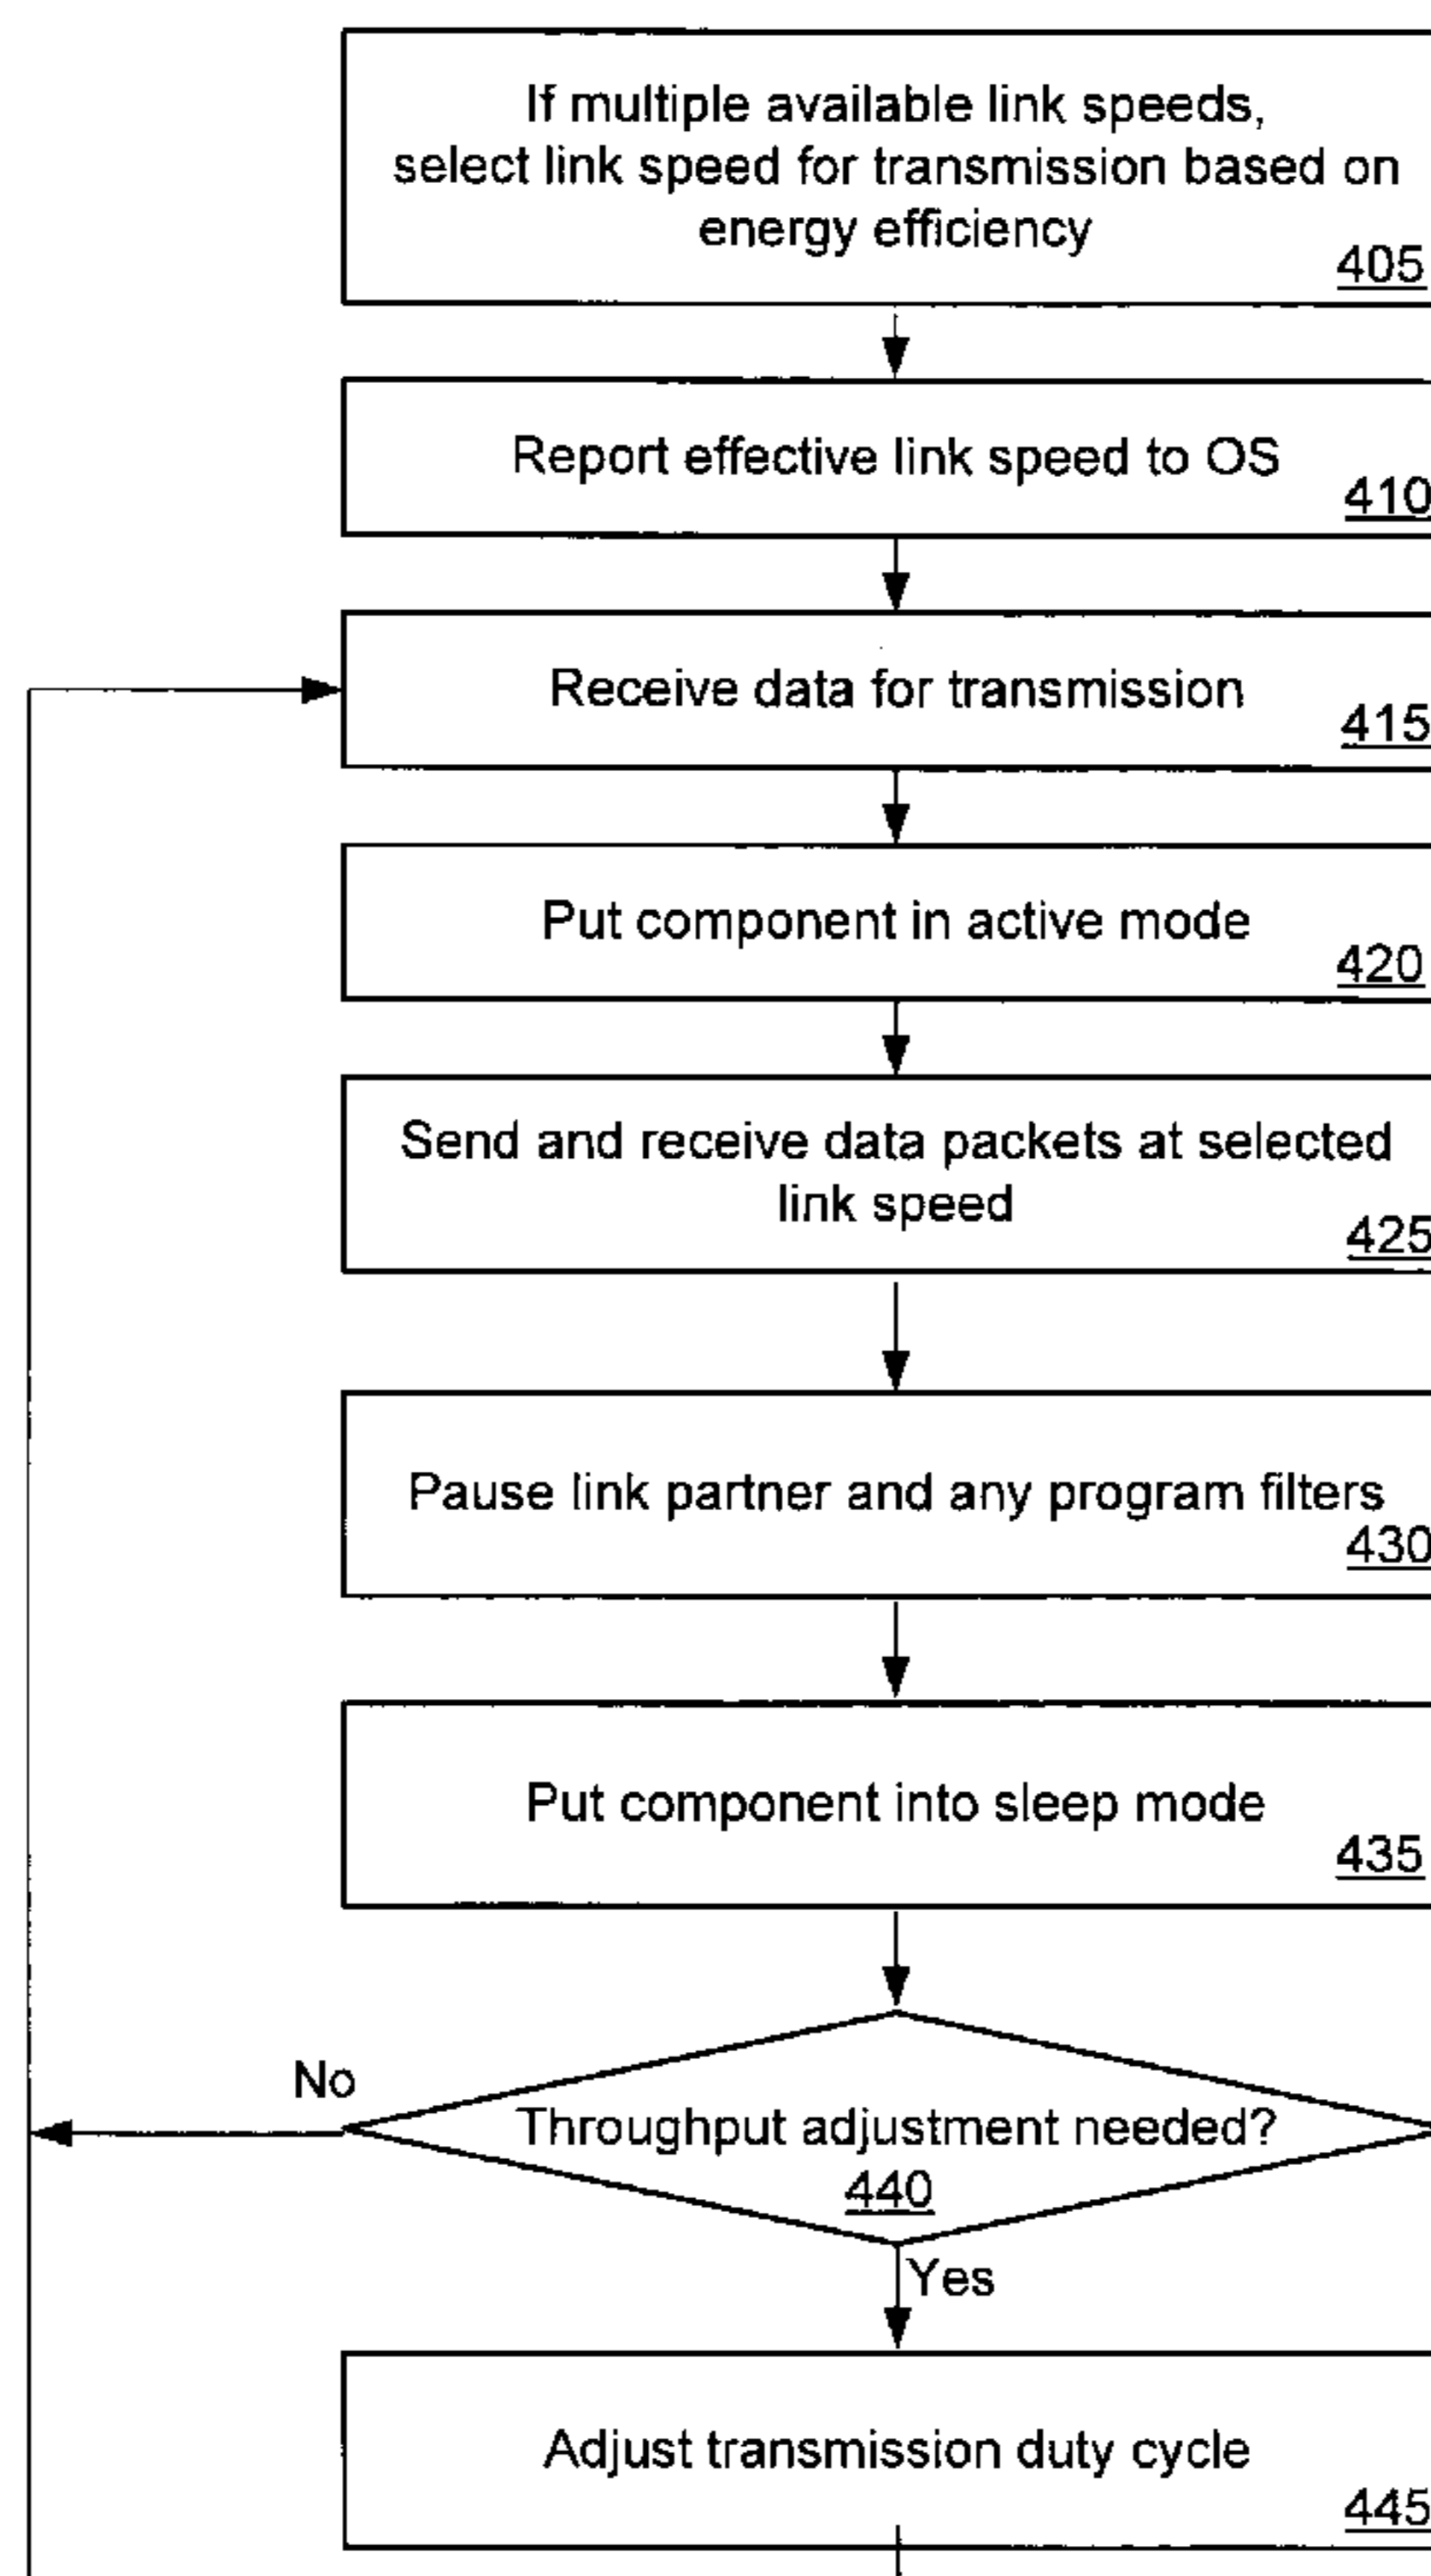 If multiple available link speeds,
select link speed for transmission based on
energy efficiency
405
Report effective link speed to OS
410
Receive data for transmission
415
Put component in active mode
420
Send and receive data packets at selected
link speed
425
Pause link partner and any program filters
430
Put component into sleep mode
435
No
Throughput adjustment needed?
440
Yes
Adjust transmission duty cycle
445